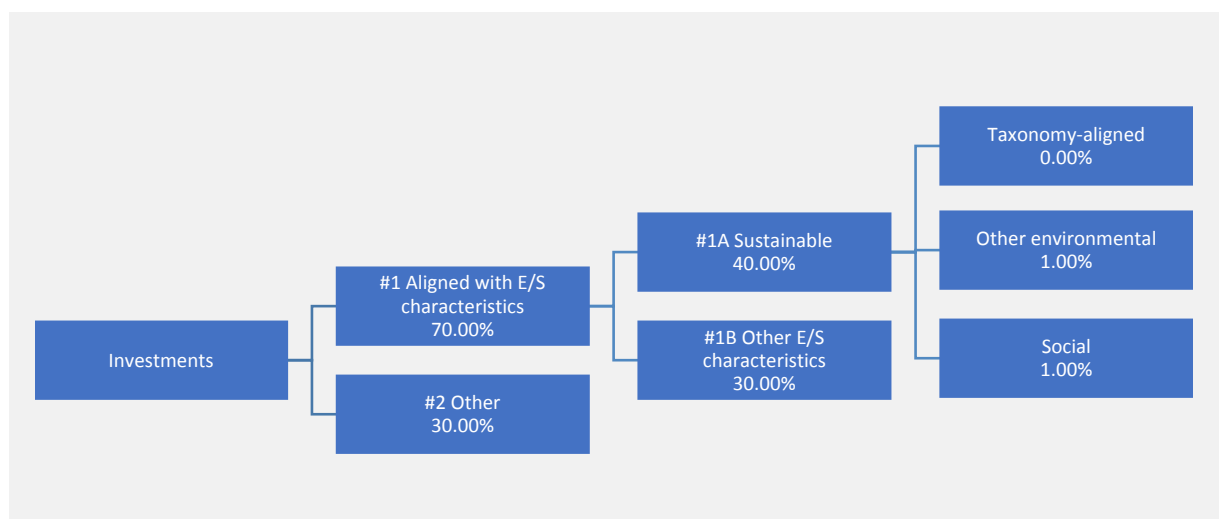 Investments
#1 Aligned with E/S
characteristics
70.00%
#2 Other
30.00%
#1A Sustainable
40.00%
#1B Other E/S
characteristics
30.00%
Taxonomy-aligned
0.00%
Other environmental
1.00%
Social
1.00%